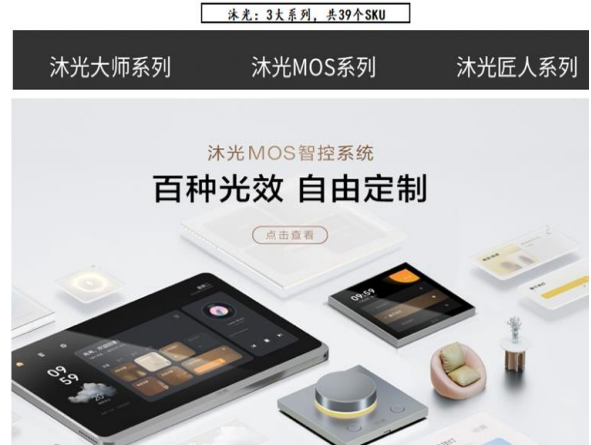 沐光：3大系列，共39个SKU
沐光大师系列 沐光MOS系列 沐光匠人系列
沐光MOS智控系统
百种光效 自由定制
点击查看
09:59
09
59
20